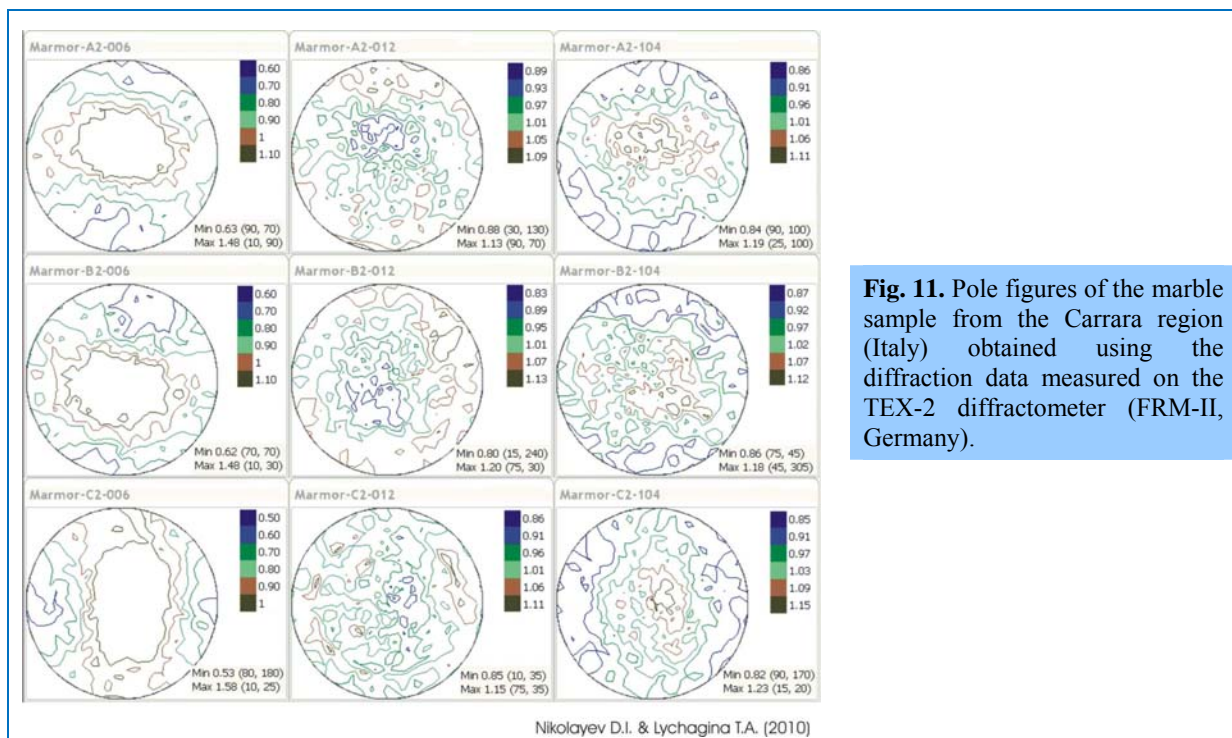 Marmor-A2-006
0.60
0.70
0.80
0.90
1
1.10
Min 0.63 (90, 70)
Max 1.48 (10, 90)
Marmor-A2-012
0.89
0.93
0.97
1.01
1.05
1.09
Min 0.88 (30, 130)
Max 1.13 (90, 70)
Marmor-A2-104
0.86
0.91
0.96
1.01
1.06
1.11
Min 0.84 (90, 100)
Max 1.19 (25, 100)
Marmor-B2-006
0.60
0.70
0.80
0.90
1
1.10
Min 0.62 (70, 70)
Max 1.48 (10, 30)
Marmor-B2-012
0.83
0.89
0.95
1.01
1.07
1.13
Min 0.80 (15, 240)
Max 1.20 (75, 30)
Marmor-B2-104
0.87
0.92
0.97
1.02
1.07
1.12
Min 0.86 (75, 45)
Max 1.18 (45, 305)
Marmor-C2-006
0.50
0.60
0.70
0.80
0.90
1
Min 0.53 (80, 180)
Max 1.58 (10, 25)
Marmor-C2-012
0.86
0.91
0.96
1.01
1.06
1.11
Min 0.85 (10, 35)
Max 1.15 (75, 35)
Marmor-C2-104
0.85
0.91
0.97
1.03
1.09
1.15
Min 0.82 (90, 170)
Max 1.23 (15, 20)
Nikolayev D.I. & Lychagina T.A. (2010)
Fig. 11. Pole figures of the marble
sample from the Carrara region
(Italy) obtained using the
diffraction data measured on the
TEX-2 diffractometer (FRM-II,
Germany).